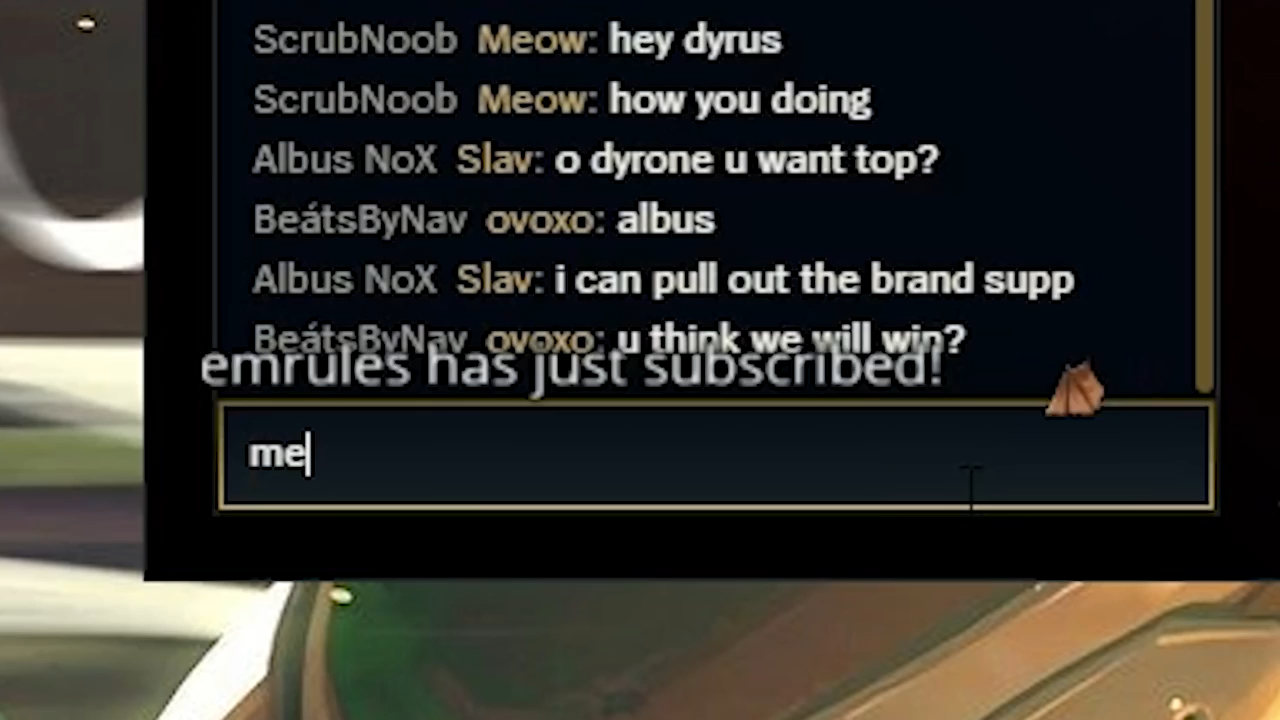 ScrubNoob Meow: hey dyrus
ScrubNoob Meow: how you doing
Albus NoX Slav: o dyrone u want top?
BeátsByNav ovoxo: albus
Albus NoX Slav: i can pull out the brand supp
BeátsByNav ovoxo: u think we will win?
emrules has just subscribed!
me